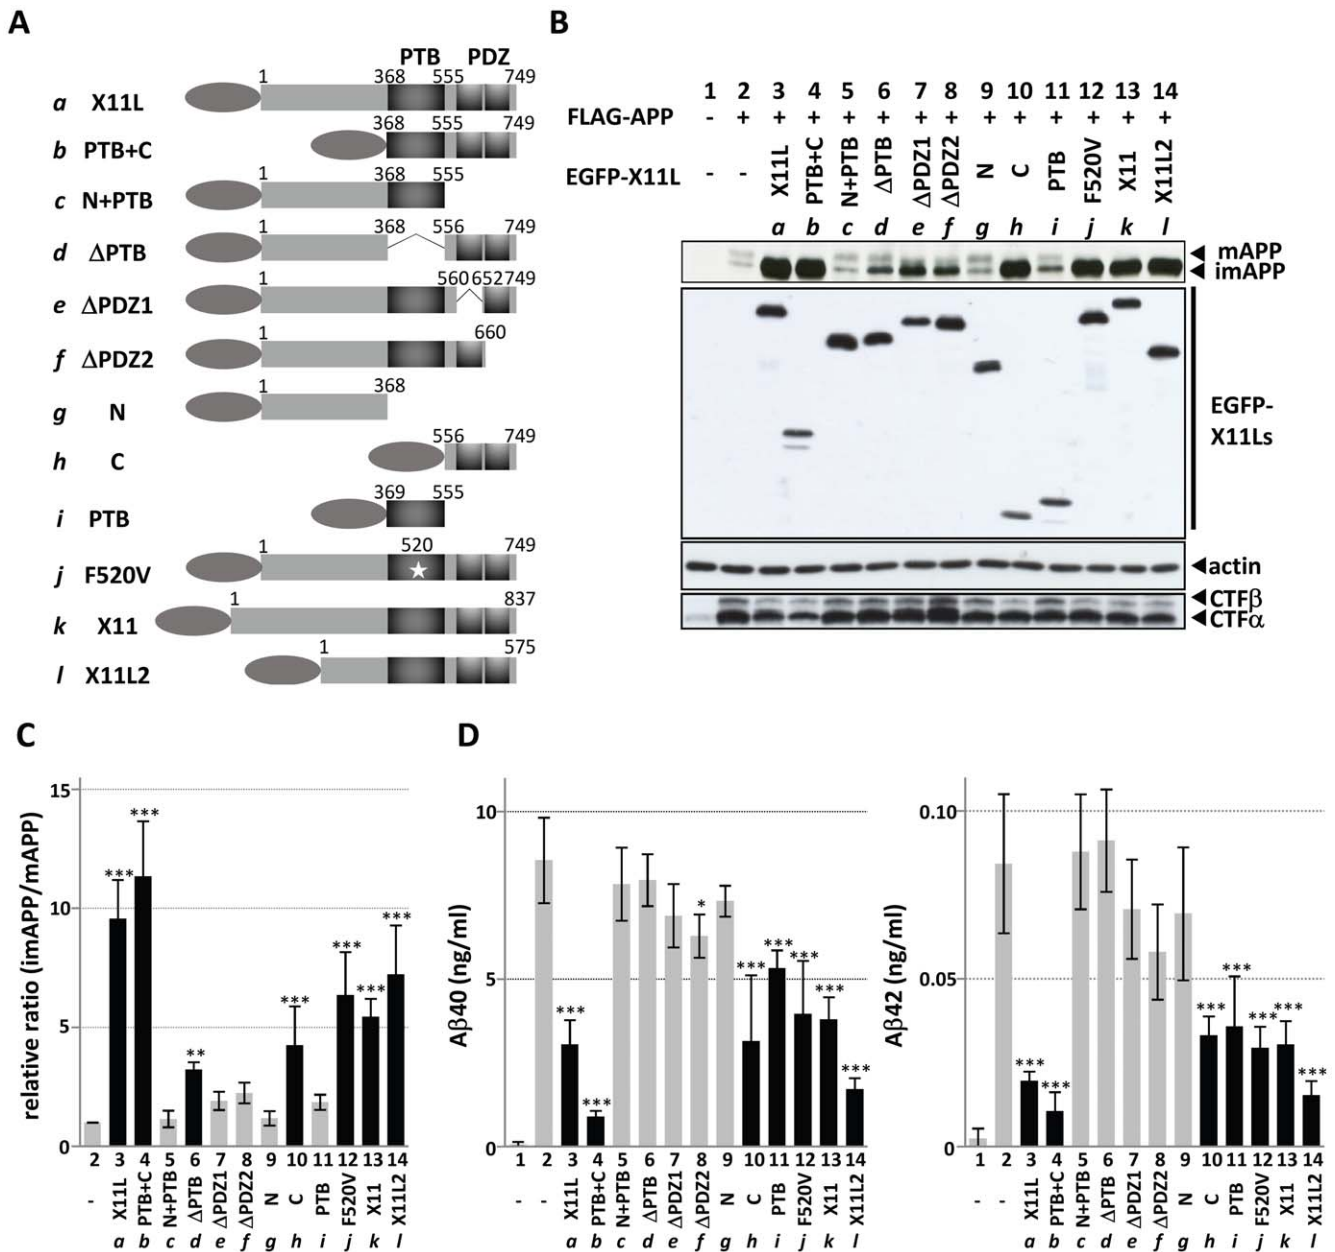 A
PTB PDZ
1 368 555 749
a X11L
368 555 749
b PTB+C
1 368 555
c N+PTB
1 368 556 749
d ΔPTB
1 560 652 749
e ΔPDZ1
1 660
f ΔPDZ2
1 368
g N
556 749
h C
369 555
i PTB
1 520 749
j F520V
1 837
k X11
1 575
l X11L2
B
1 2 3 4 5 6 7 8 9 10 11 12 13 14
FLAG-APP - + + + + + + + + + + + + +
EGFP-X11L - - X11L PTB+C N+PTB ΔPTB ΔPDZ1 ΔPDZ2 N C PTB F520V X11 X11L2
a b c d e f g h i j k l
mAPP
imAPP
EGFP-
X11Ls
actin
CTFβ
CTFα
C
relative ratio (imAPP/mAPP)
15
10
5
0
*** *** ** *** *** *** ***
2 3 4 5 6 7 8 9 10 11 12 13 14
- X11L PTB+C N+PTB ΔPTB ΔPDZ1 ΔPDZ2 N C PTB F520V X11 X11L2
a b c d e f g h i j k l
D
Aβ40 (ng/ml)
10
5
0
*** *** * *** *** *** *** ***
1 2 3 4 5 6 7 8 9 10 11 12 13 14
- - X11L PTB+C N+PTB ΔPTB ΔPDZ1 ΔPDZ2 N C PTB F520V X11 X11L2
a b c d e f g h i j k l
Aβ42 (ng/ml)
0.10
0.05
0
*** *** *** *** *** *** ***
1 2 3 4 5 6 7 8 9 10 11 12 13 14
- - X11L PTB+C N+PTB ΔPTB ΔPDZ1 ΔPDZ2 N C PTB F520V X11 X11L2
a b c d e f g h i j k l